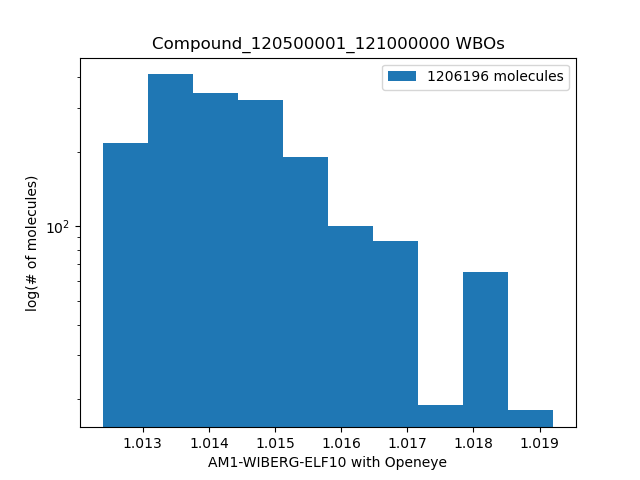 Compound_120500001_121000000 WBOs
1206196 molecules
log(# of molecules)
10²
1.013 1.014 1.015 1.016 1.017 1.018 1.019
AM1-WIBERG-ELF10 with Openeye